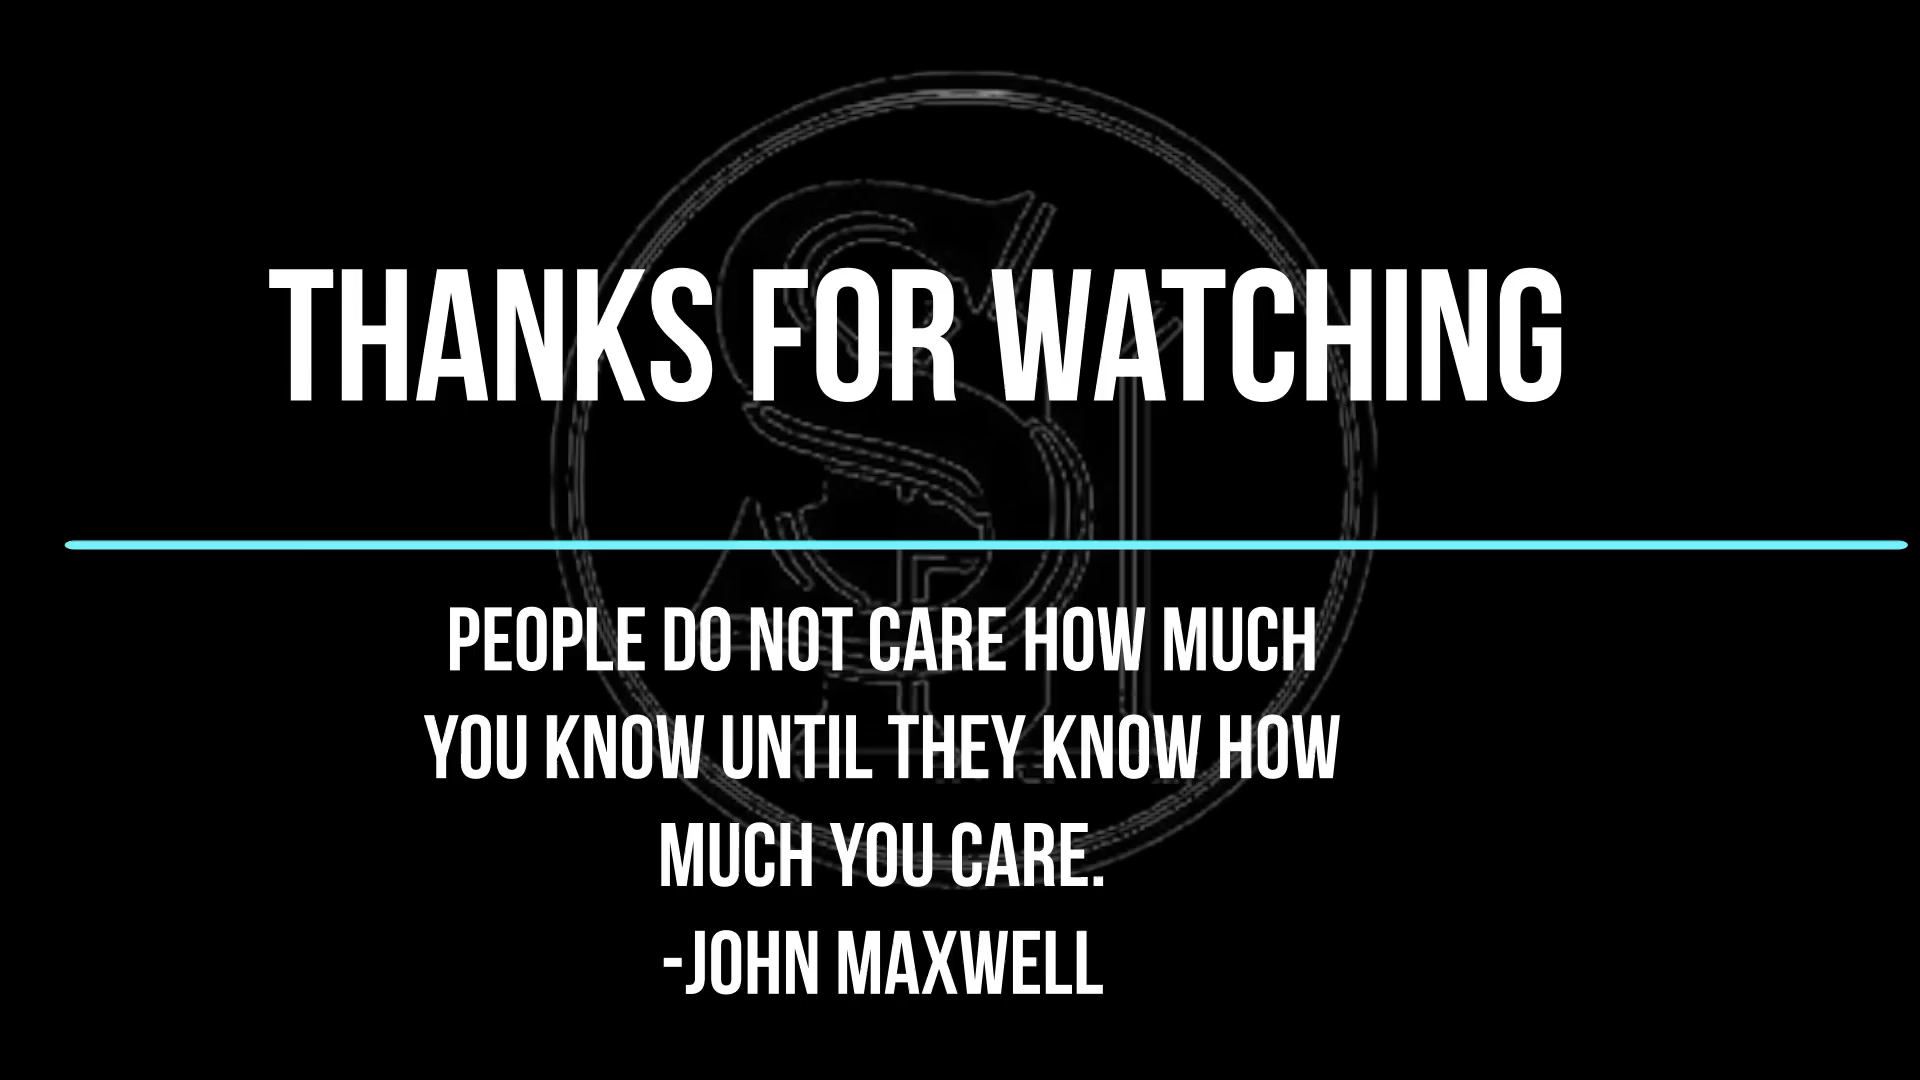 THANKS FOR WATCHING
PEOPLE DO NOT CARE HOW MUCH
YOU KNOW UNTIL THEY KNOW HOW
MUCH YOU CARE.
-JOHN MAXWELL